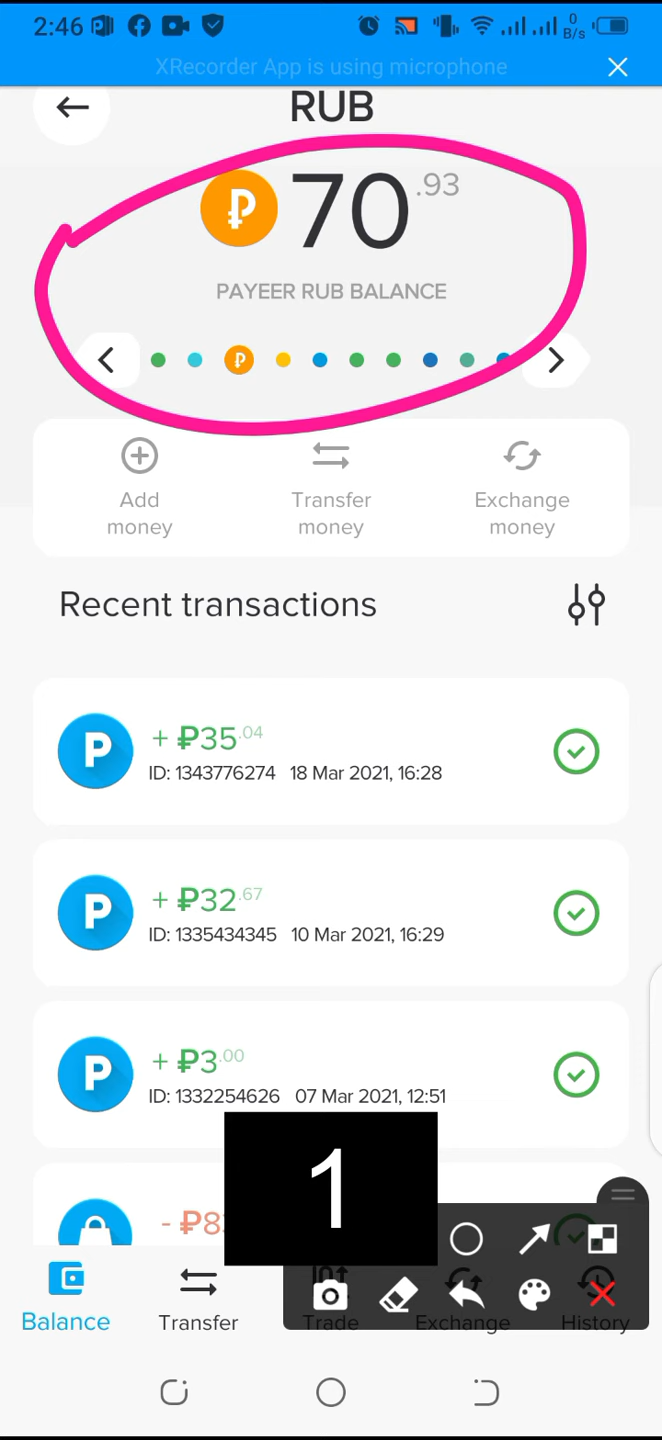 2:46
0
B/s
XRecorder App is using microphone
RUB
₽ 70.93
PAYEER RUB BALANCE
₽
Add money
Transfer money
Exchange money
Recent transactions
P
+ ₽35.04
ID: 1343776274 18 Mar 2021, 16:28
P
+ ₽32.67
ID: 1335434345 10 Mar 2021, 16:29
P
+ ₽3.00
ID: 1332254626 07 Mar 2021, 12:51
1
- ₽8
Balance
Transfer
Trade
Exchange
History